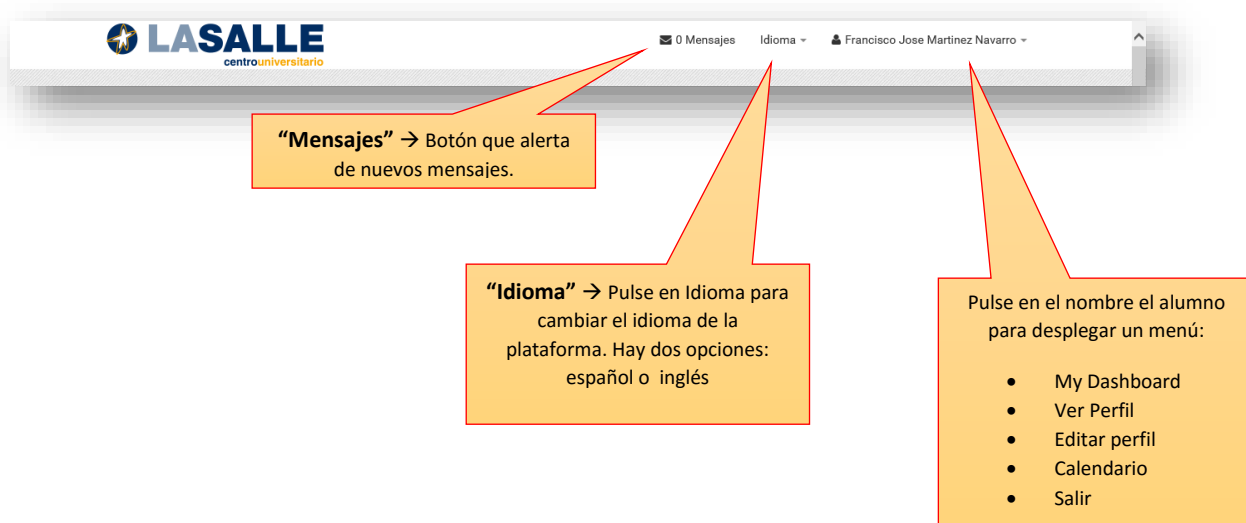 LASALLE
centrouniversitario
0 Mensajes Idioma Francisco Jose Martinez Navarro
“Mensajes” → Botón que alerta
de nuevos mensajes.
“Idioma” → Pulse en Idioma para
cambiar el idioma de la
plataforma. Hay dos opciones:
español o inglés
Pulse en el nombre el alumno
para desplegar un menú:
• My Dashboard
• Ver Perfil
• Editar perfil
• Calendario
• Salir